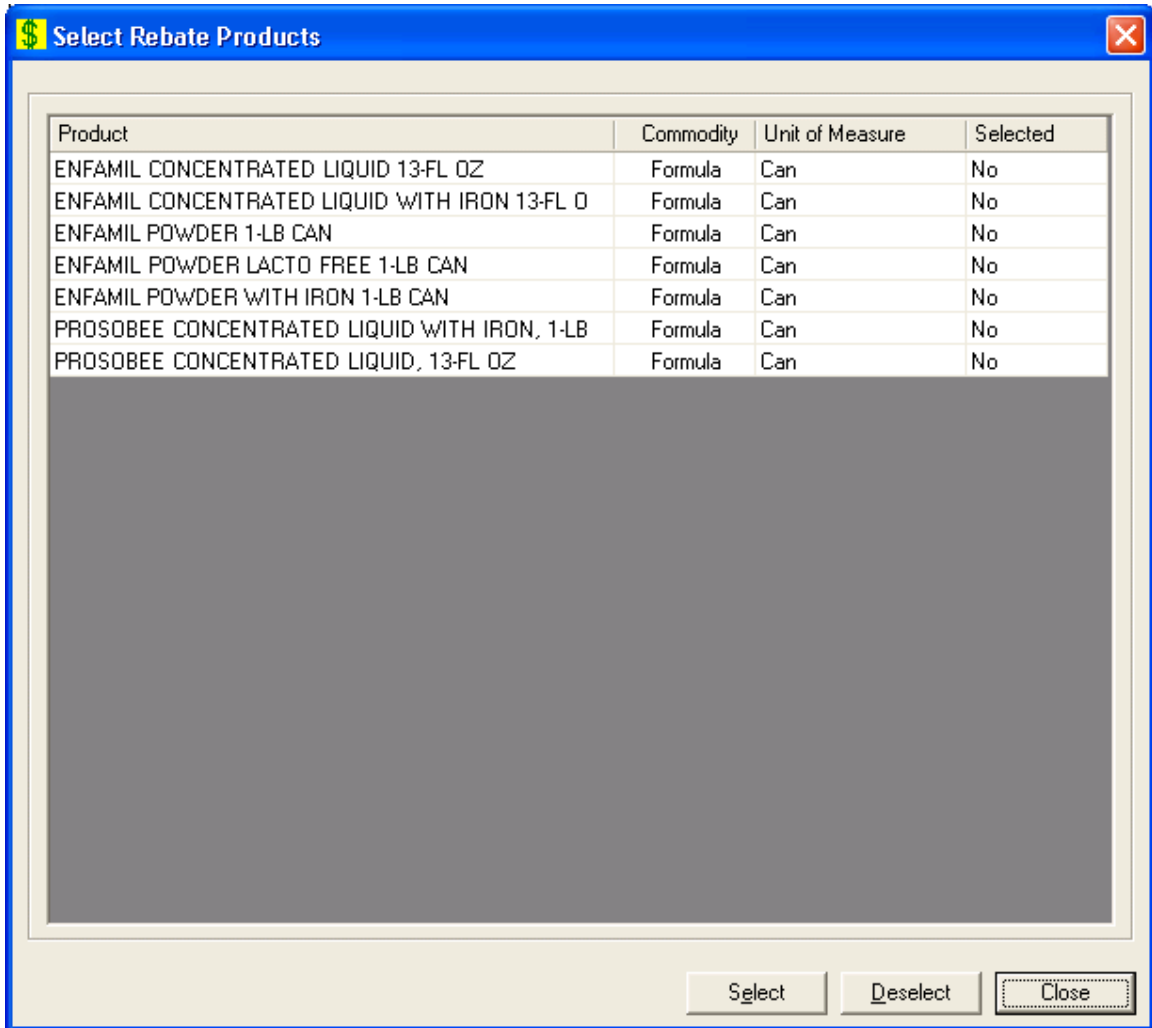 $ Select Rebate Products
Product Commodity Unit of Measure Selected
ENFAMIL CONCENTRATED LIQUID 13-FL OZ Formula Can No
ENFAMIL CONCENTRATED LIQUID WITH IRON 13-FL O Formula Can No
ENFAMIL POWDER 1-LB CAN Formula Can No
ENFAMIL POWDER LACTO FREE 1-LB CAN Formula Can No
ENFAMIL POWDER WITH IRON 1-LB CAN Formula Can No
PROSOBEE CONCENTRATED LIQUID WITH IRON, 1-LB Formula Can No
PROSOBEE CONCENTRATED LIQUID, 13-FL OZ Formula Can No
Select Deselect Close